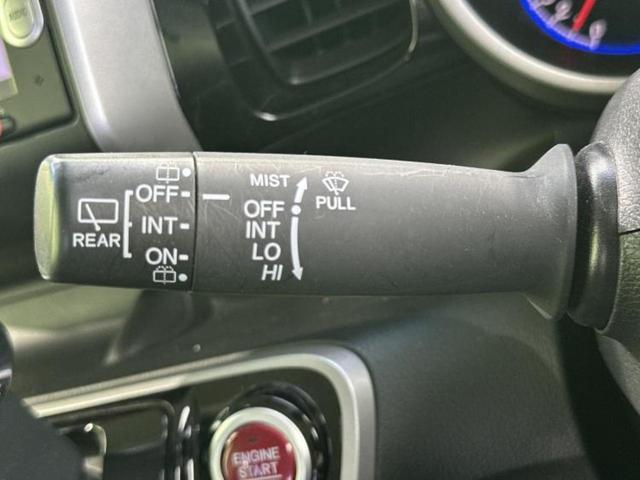 OFF
INT
ON
REAR
MIST
OFF
INT
LO
HI
PULL
ENGINE
START